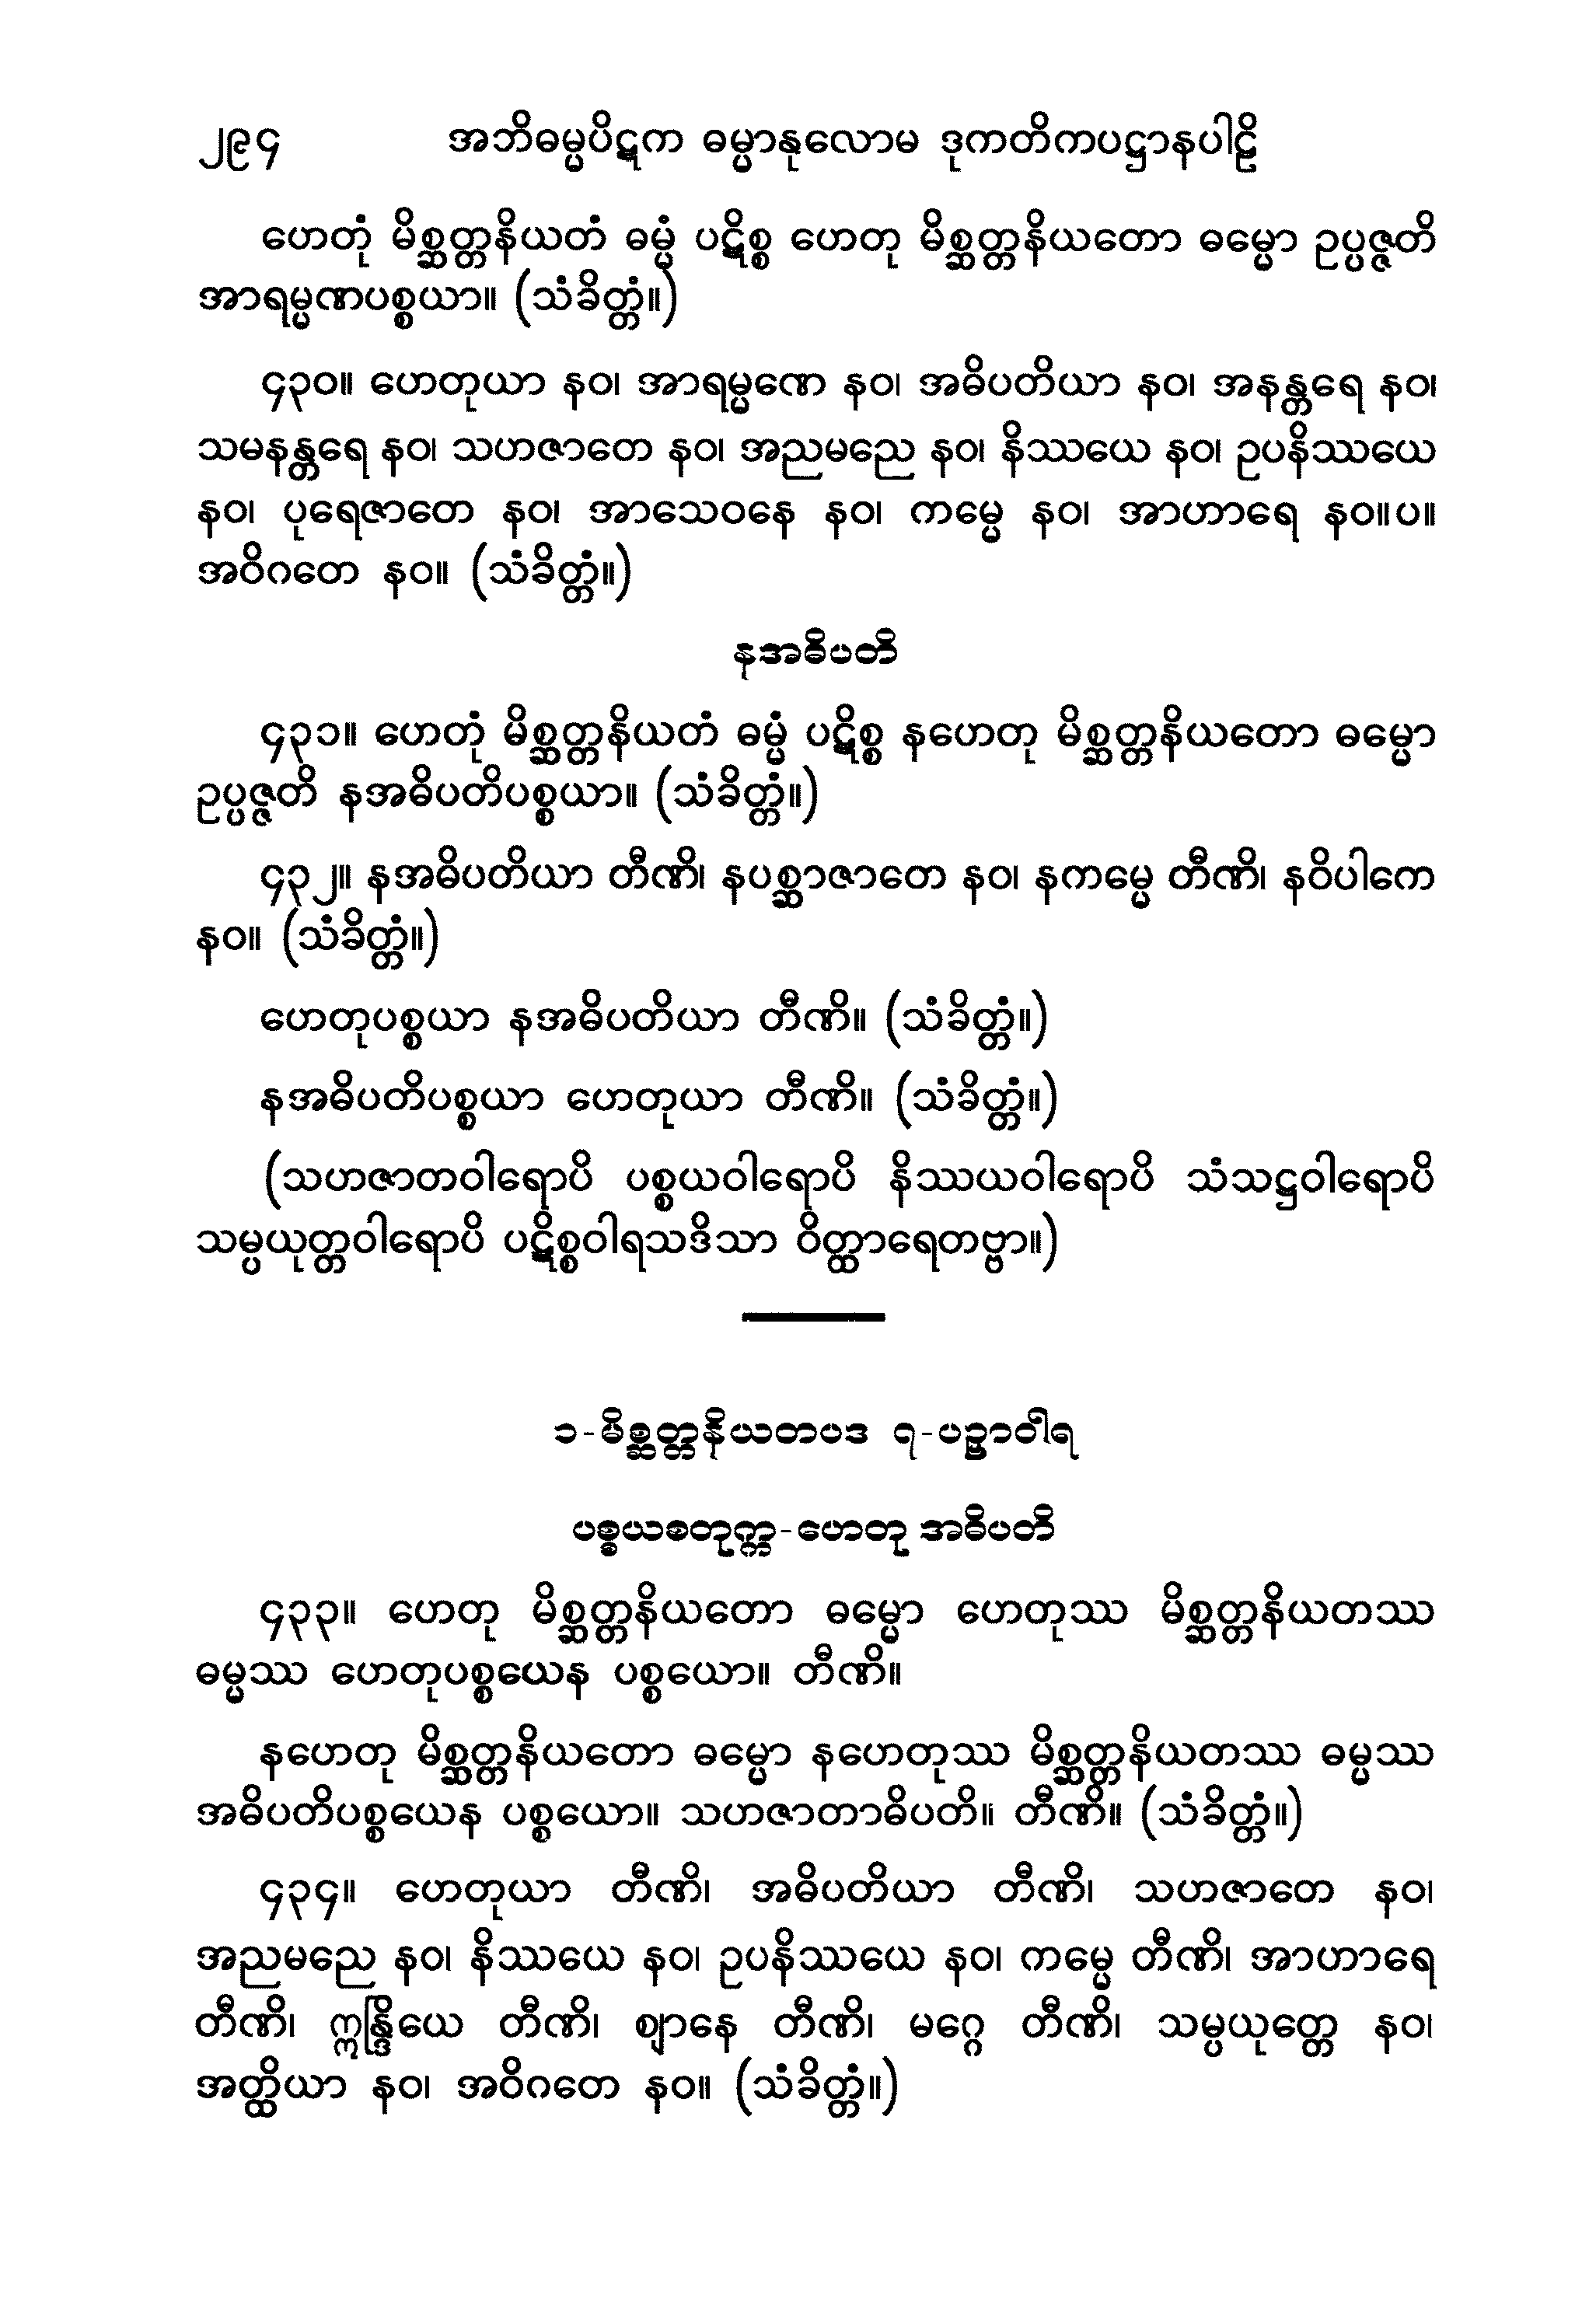 ၂၉၄ အဘိဓမ္မပိဋက ဓမ္မာနုလောမ ဒုကတိကပဋ္ဌာနပါဠိ
ဟေတုံ မိစ္ဆတ္တနိယတံ ဓမ္မံ ပဋိစ္စ ဟေတု မိစ္ဆတ္တနိယတော ဓမ္မော ဥပ္ပဇ္ဇတိ
အာရမ္မဏပစ္စယာ။ (သံခိတ္တံ။)
၄၃၀။ ဟေတုယာ နဝ၊ အာရမ္မဏေ နဝ၊ အဓိပတိယာ နဝ၊ အနန္တရေ နဝ၊
သမနန္တရေ နဝ၊ သဟဇာတေ နဝ၊ အညမညေ နဝ၊ နိဿယေ နဝ၊ ဥပနိဿယေ
နဝ၊ ပုရေဇာတေ နဝ၊ အာသေဝနေ နဝ၊ ကမ္မေ နဝ၊ အာဟာရေ နဝ။ပ။
အဝိဂတေ နဝ။ (သံခိတ္တံ။)
နအဓိပတိ
၄၃၁။ ဟေတုံ မိစ္ဆတ္တနိယတံ ဓမ္မံ ပဋိစ္စ နဟေတု မိစ္ဆတ္တနိယတော ဓမ္မော
ဥပ္ပဇ္ဇတိ နအဓိပတိပစ္စယာ။ (သံခိတ္တံ။)
၄၃၂။ နအဓိပတိယာ တီဏိ၊ နပစ္ဆာဇာတေ နဝ၊ နကမ္မေ တီဏိ၊ နဝိပါကေ
နဝ။ (သံခိတ္တံ။)
ဟေတုပစ္စယာ နအဓိပတိယာ တီဏိ။ (သံခိတ္တံ။)
နအဓိပတိပစ္စယာ ဟေတုယာ တီဏိ။ (သံခိတ္တံ။)
(သဟဇာတဝါရောပိ ပစ္စယဝါရောပိ နိဿယဝါရောပိ သံသဋ္ဌဝါရောပိ
သမ္ပယုတ္တဝါရောပိ ပဋိစ္စဝါရသဒိသာ ဝိတ္ထာရေတဗ္ဗာ။)
၁-မိစ္ဆတ္တနိယတပဒ ၇-ပဉှာဝါရ
ပစ္စယစတုက္က-ဟေတု အဓိပတိ
၄၃၃။ ဟေတု မိစ္ဆတ္တနိယတော ဓမ္မော ဟေတုဿ မိစ္ဆတ္တနိယတဿ
ဓမ္မဿ ဟေတုပစ္စယေန ပစ္စယော။ တီဏိ။
နဟေတု မိစ္ဆတ္တနိယတော ဓမ္မော နဟေတုဿ မိစ္ဆတ္တနိယတဿ ဓမ္မဿ
အဓိပတိပစ္စယေန ပစ္စယော။ သဟဇာတာဓိပတိ။ တီဏိ။ (သံခိတ္တံ။)
၄၃၄။ ဟေတုယာ တီဏိ၊ အဓိပတိယာ တီဏိ၊ သဟဇာတေ နဝ၊
အညမညေ နဝ၊ နိဿယေ နဝ၊ ဥပနိဿယေ နဝ၊ ကမ္မေ တီဏိ၊ အာဟာရေ
တီဏိ၊ ဣန္ဒြိယေ တီဏိ၊ ဈာနေ တီဏိ၊ မဂ္ဂေ တီဏိ၊ သမ္ပယုတ္တေ နဝ၊
အတ္ထိယာ နဝ၊ အဝိဂတေ နဝ။ (သံခိတ္တံ။)